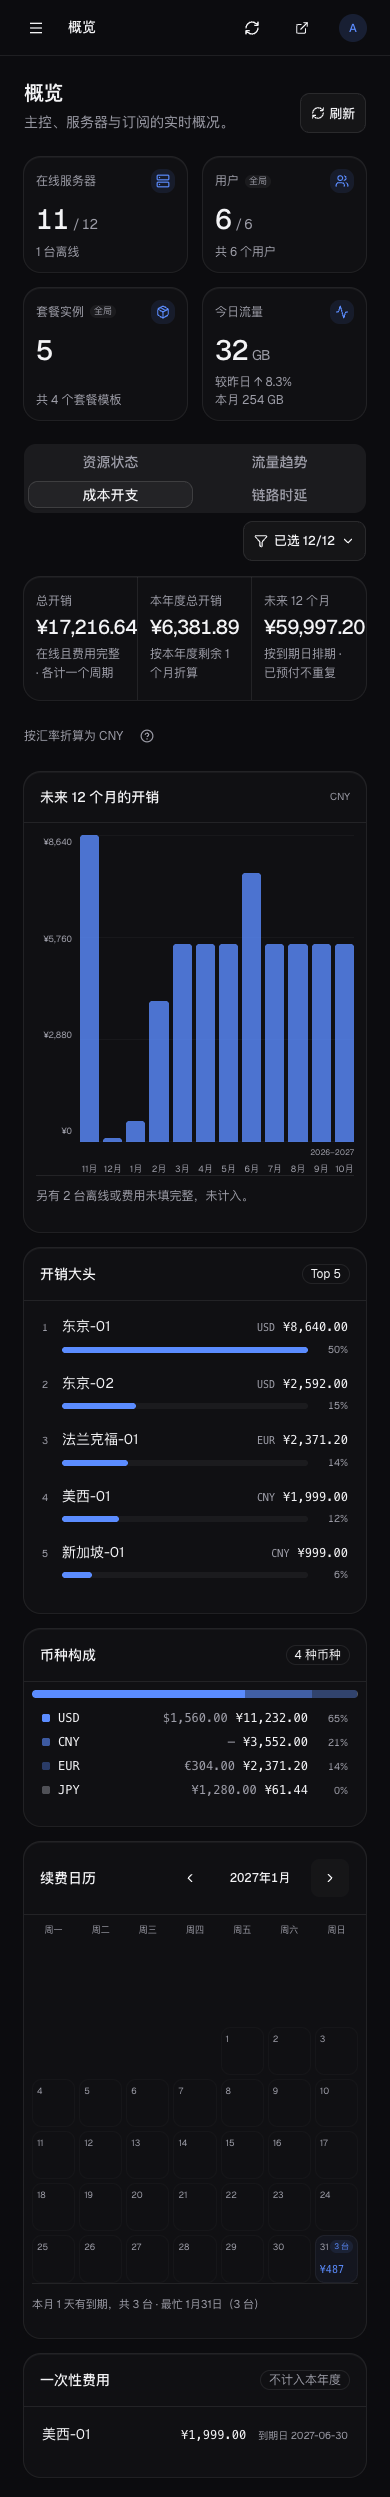 概览
A
概览
主控、服务器与订阅的实时概况。
刷新
在线服务器
11 / 12
1 台离线
用户 全局
6 / 6
共 6 个用户
套餐实例 全局
5
共 4 个套餐模板
今日流量
32 GB
较昨日 ↑ 8.3%
本月 254 GB
资源状态 流量趋势
成本开支 链路时延
已选 12/12
总开销
¥17,216.64
在线且费用完整
· 各计一个周期
本年度总开销
¥6,381.89
按本年度剩余 1
个月折算
未来 12 个月
¥59,997.20
按到期日排期 ·
已预付不重复
按汇率折算为 CNY
未来 12 个月的开销 CNY
¥8,640
¥5,760
¥2,880
¥0
2026–2027
11月 12月 1月 2月 3月 4月 5月 6月 7月 8月 9月 10月
另有 2 台离线或费用未填完整，未计入。
开销大头 Top 5
1 东京-01 USD ¥8,640.00
50%
2 东京-02 USD ¥2,592.00
15%
3 法兰克福-01 EUR ¥2,371.20
14%
4 美西-01 CNY ¥1,999.00
12%
5 新加坡-01 CNY ¥999.00
6%
币种构成 4 种币种
USD $1,560.00 ¥11,232.00 65%
CNY — ¥3,552.00 21%
EUR €304.00 ¥2,371.20 14%
JPY ¥1,280.00 ¥61.44 0%
续费日历 2027年1月
周一 周二 周三 周四 周五 周六 周日
1 2 3
4 5 6 7 8 9 10
11 12 13 14 15 16 17
18 19 20 21 22 23 24
25 26 27 28 29 30 31 3 台
¥487
本月 1 天有到期，共 3 台 · 最忙 1月31日（3 台）
一次性费用 不计入本年度
美西-01 ¥1,999.00 到期日 2027-06-30